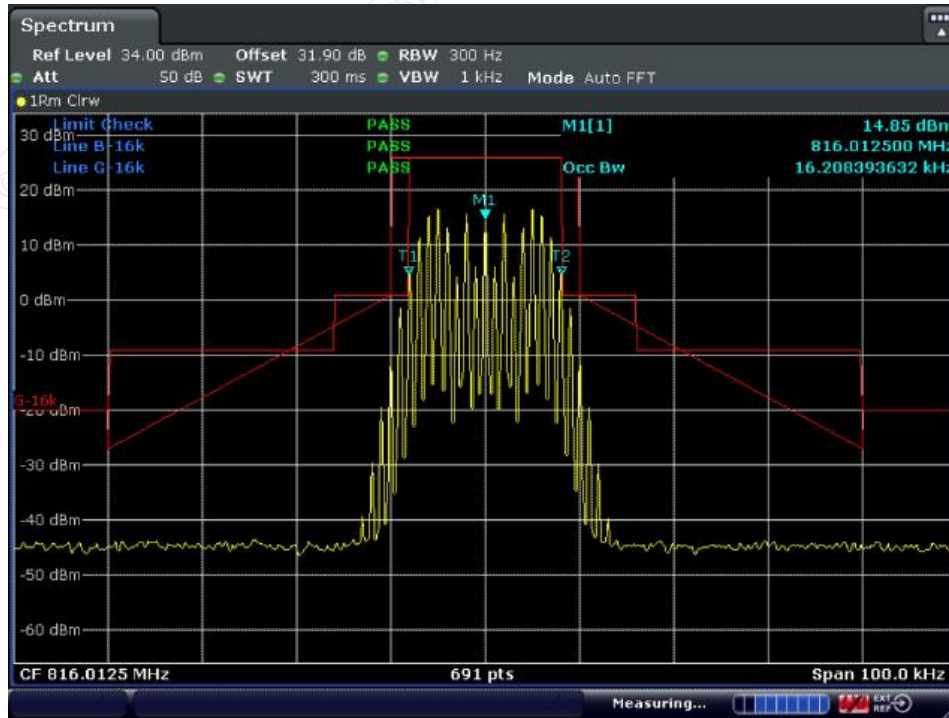 Spectrum
Ref Level 34.00 dBm Offset 31.90 dB RBW 300 Hz
Att 50 dB SWT 300 ms VBW 1 kHz Mode Auto FFT
1Rm Clrw
Limit Check PASS M1[1] 14.85 dBm
30 dBm
Line B-16k PASS 816.012500 MHz
Line G-16k PASS Occ Bw 16.208393632 kHz
20 dBm
M1
10 dBm
T1 T2
0 dBm
-10 dBm
G-16k
-20 dBm
-30 dBm
-40 dBm
-50 dBm
-60 dBm
CF 816.0125 MHz 691 pts Span 100.0 kHz
Measuring... EXT REF